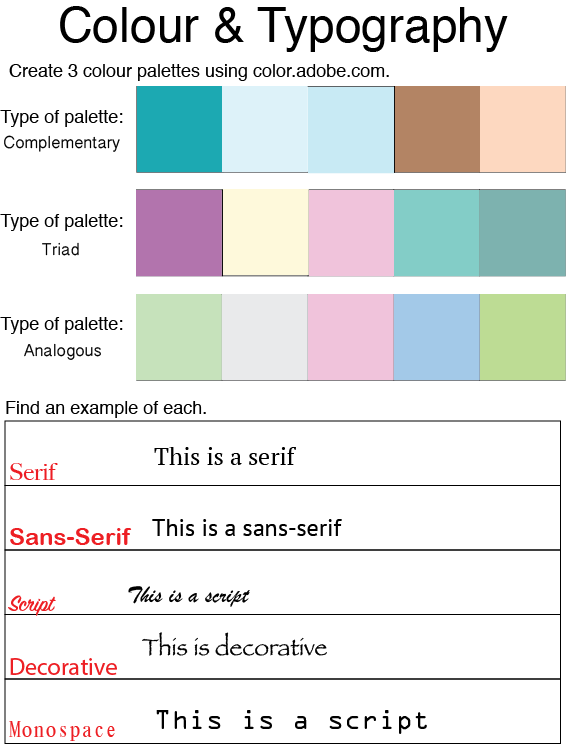 Colour & Typography
Create 3 colour palettes using color.adobe.com.
Type of palette:
Complementary
Type of palette:
Triad
Type of palette:
Analogous
Find an example of each.
Serif This is a serif
Sans-Serif This is a sans-serif
Script This is a script
Decorative This is decorative
Monospace This is a script